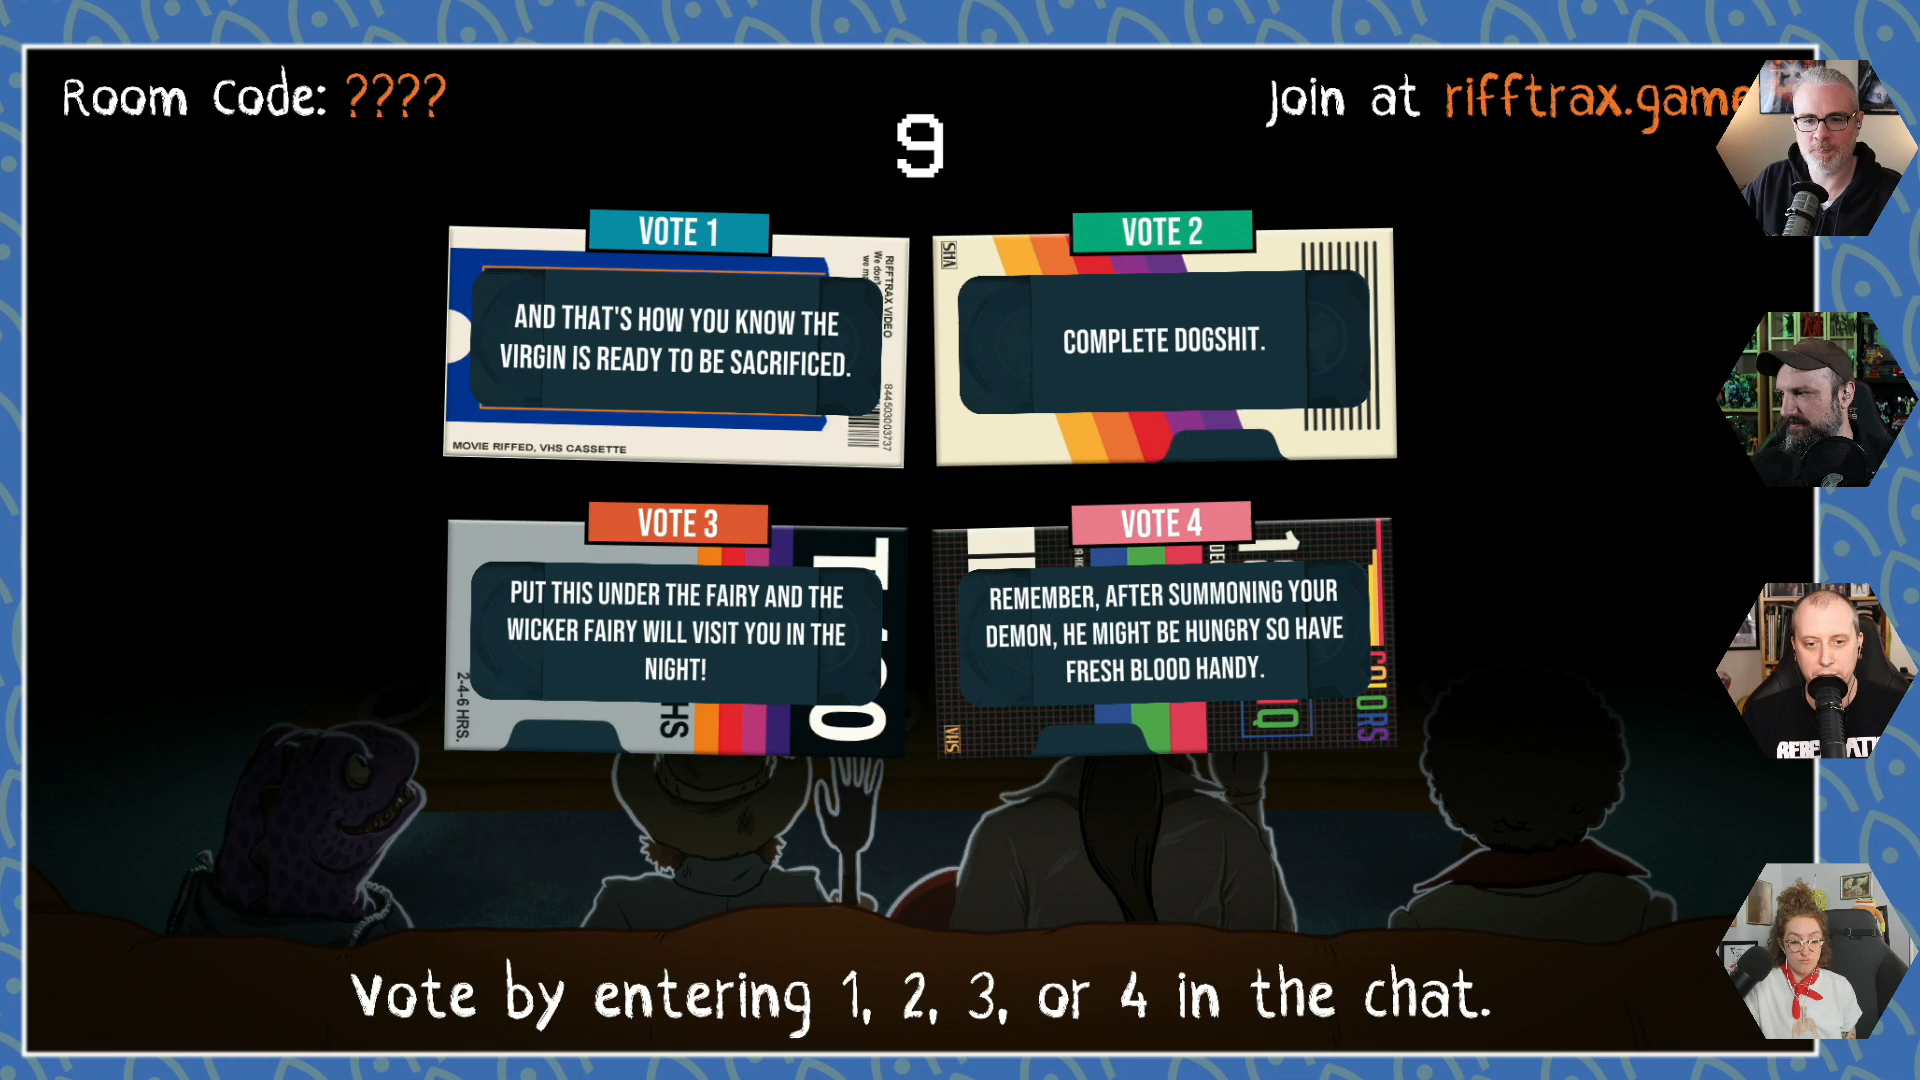 Room Code: ????
Join at rifftrax.game
9
VOTE 1
AND THAT'S HOW YOU KNOW THE
VIRGIN IS READY TO BE SACRIFICED.
RIFFTRAX VIDEO
844503003737
MOVIE RIFFED, VHS CASSETTE
VOTE 2
SHA
COMPLETE DOGSHIT.
VOTE 3
PUT THIS UNDER THE FAIRY AND THE
WICKER FAIRY WILL VISIT YOU IN THE
NIGHT!
2-4-6 HRS.
VOTE 4
REMEMBER, AFTER SUMMONING YOUR
DEMON, HE MIGHT BE HUNGRY SO HAVE
FRESH BLOOD HANDY.
VHS
COLORS
Vote by entering 1, 2, 3, or 4 in the chat.